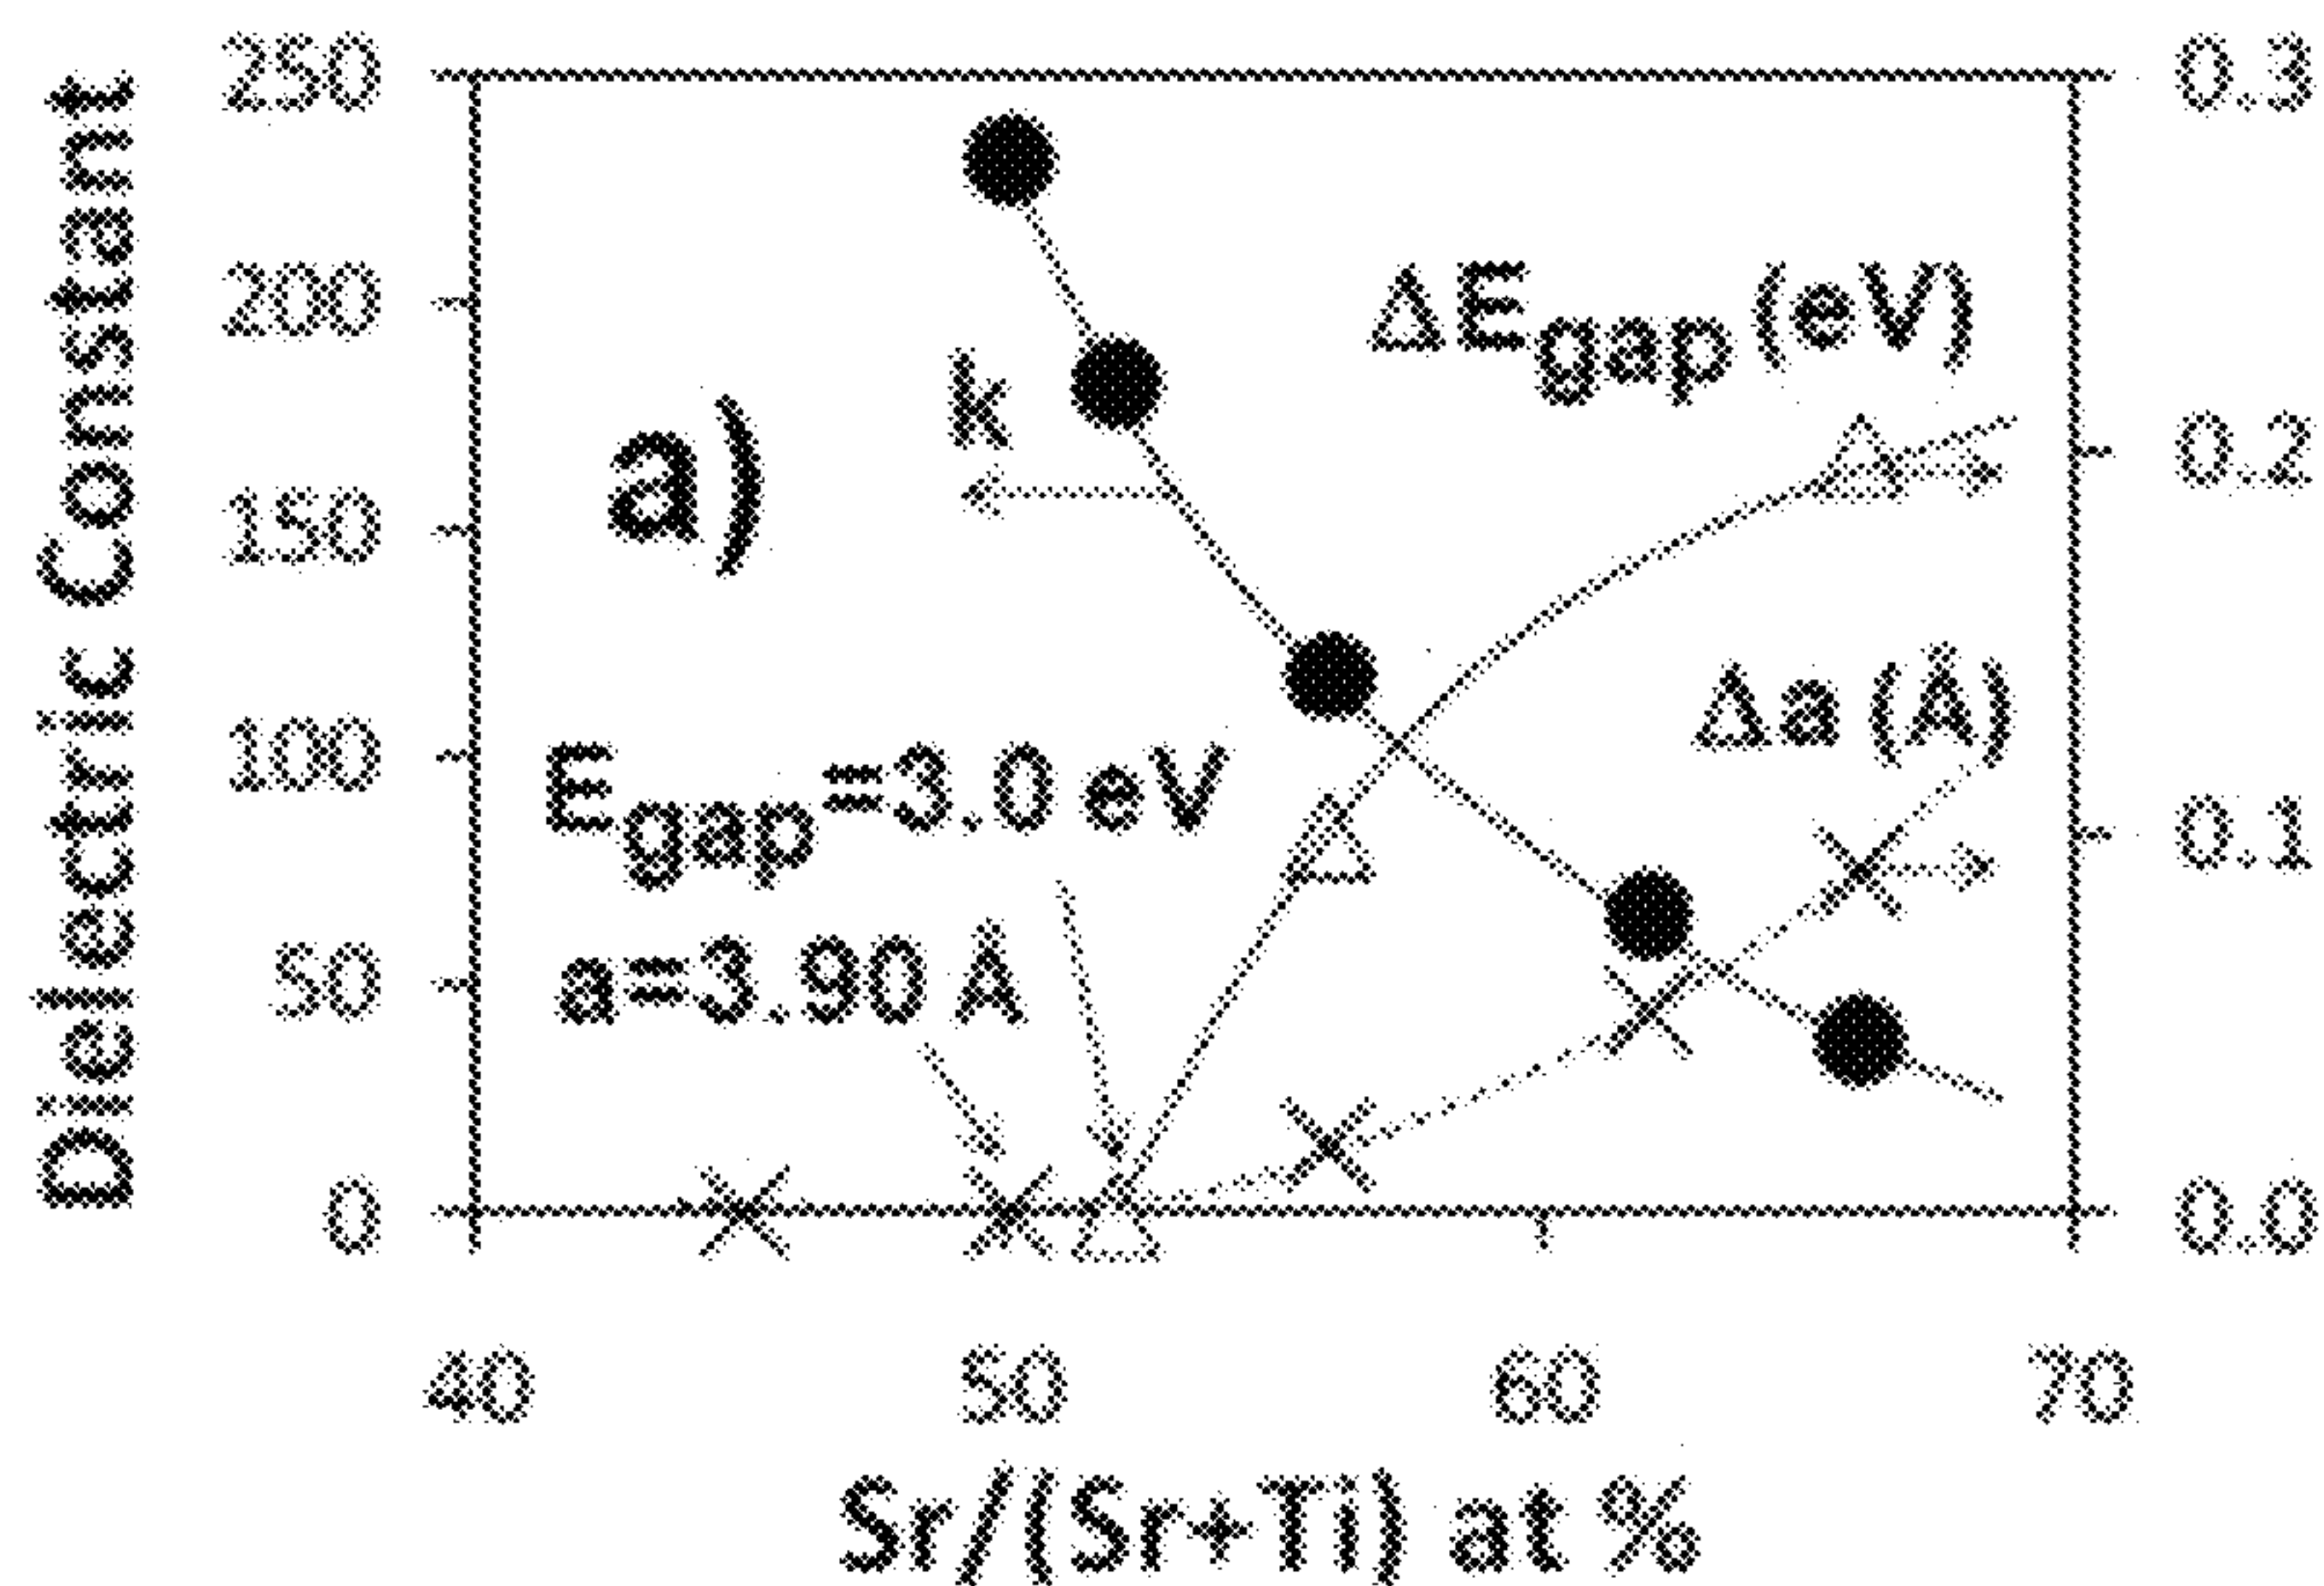 Dielectric Constant
250
200
150
100
50
0
0.3
0.2
0.1
0.0
a)
k
ΔEgap (eV)
Δa (Å)
Egap=3.0 eV
a=3.90 Å
40 50 60 70
Sr/(Sr+Ti) at %